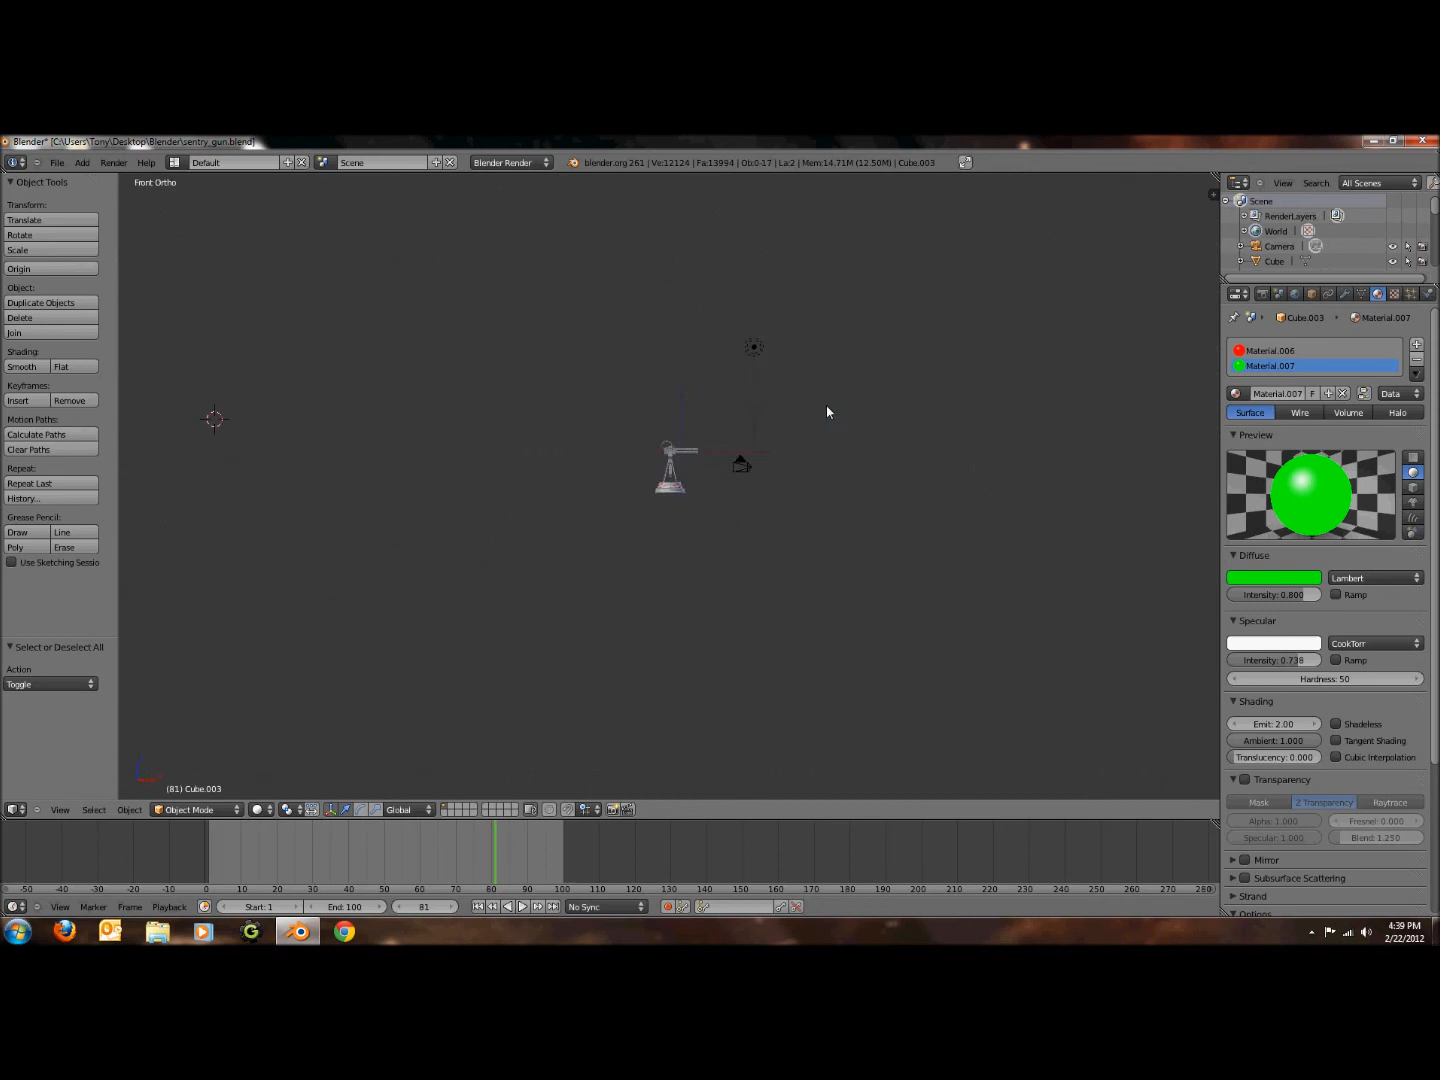 Blender* [C:\Users\Tony\Desktop\Blender\sentry_gun.blend]
File Add Render Help Default Scene Blender Render blender.org 261 | Ve:12124 | Fa:13994 | Ob:0-17 | La:2 | Mem:14.71M (12.50M) | Cube.003
Object Tools
Transform:
Translate
Rotate
Scale
Origin
Object:
Duplicate Objects
Delete
Join
Shading:
Smooth Flat
Keyframes:
Insert Remove
Motion Paths:
Calculate Paths
Clear Paths
Repeat:
Repeat Last
History...
Grease Pencil:
Draw Line
Poly Erase
Use Sketching Sessio
Select or Deselect All
Action
Toggle
Front Ortho
(81) Cube.003
View Select Object Object Mode Global
View Search All Scenes
Scene
RenderLayers |
World |
Camera |
Cube |
Cube.003 Material.007
Material.006
Material.007
Material.007 F Data
Surface Wire Volume Halo
Preview
Diffuse
Lambert
Intensity: 0.800 Ramp
Specular
CookTorr
Intensity: 0.738 Ramp
Hardness: 50
Shading
Emit: 2.00 Shadeless
Ambient: 1.000 Tangent Shading
Translucency: 0.000 Cubic Interpolation
Transparency
Mask Z Transparency Raytrace
Alpha: 1.000 Fresnel: 0.000
Specular: 1.000 Blend: 1.250
Mirror
Subsurface Scattering
Strand
Options
-50 -40 -30 -20 -10 0 10 20 30 40 50 60 70 80 90 100 110 120 130 140 150 160 170 180 190 200 210 220 230 240 250 260 270 280
View Marker Frame Playback Start: 1 End: 100 81 No Sync
4:39 PM
2/22/2012